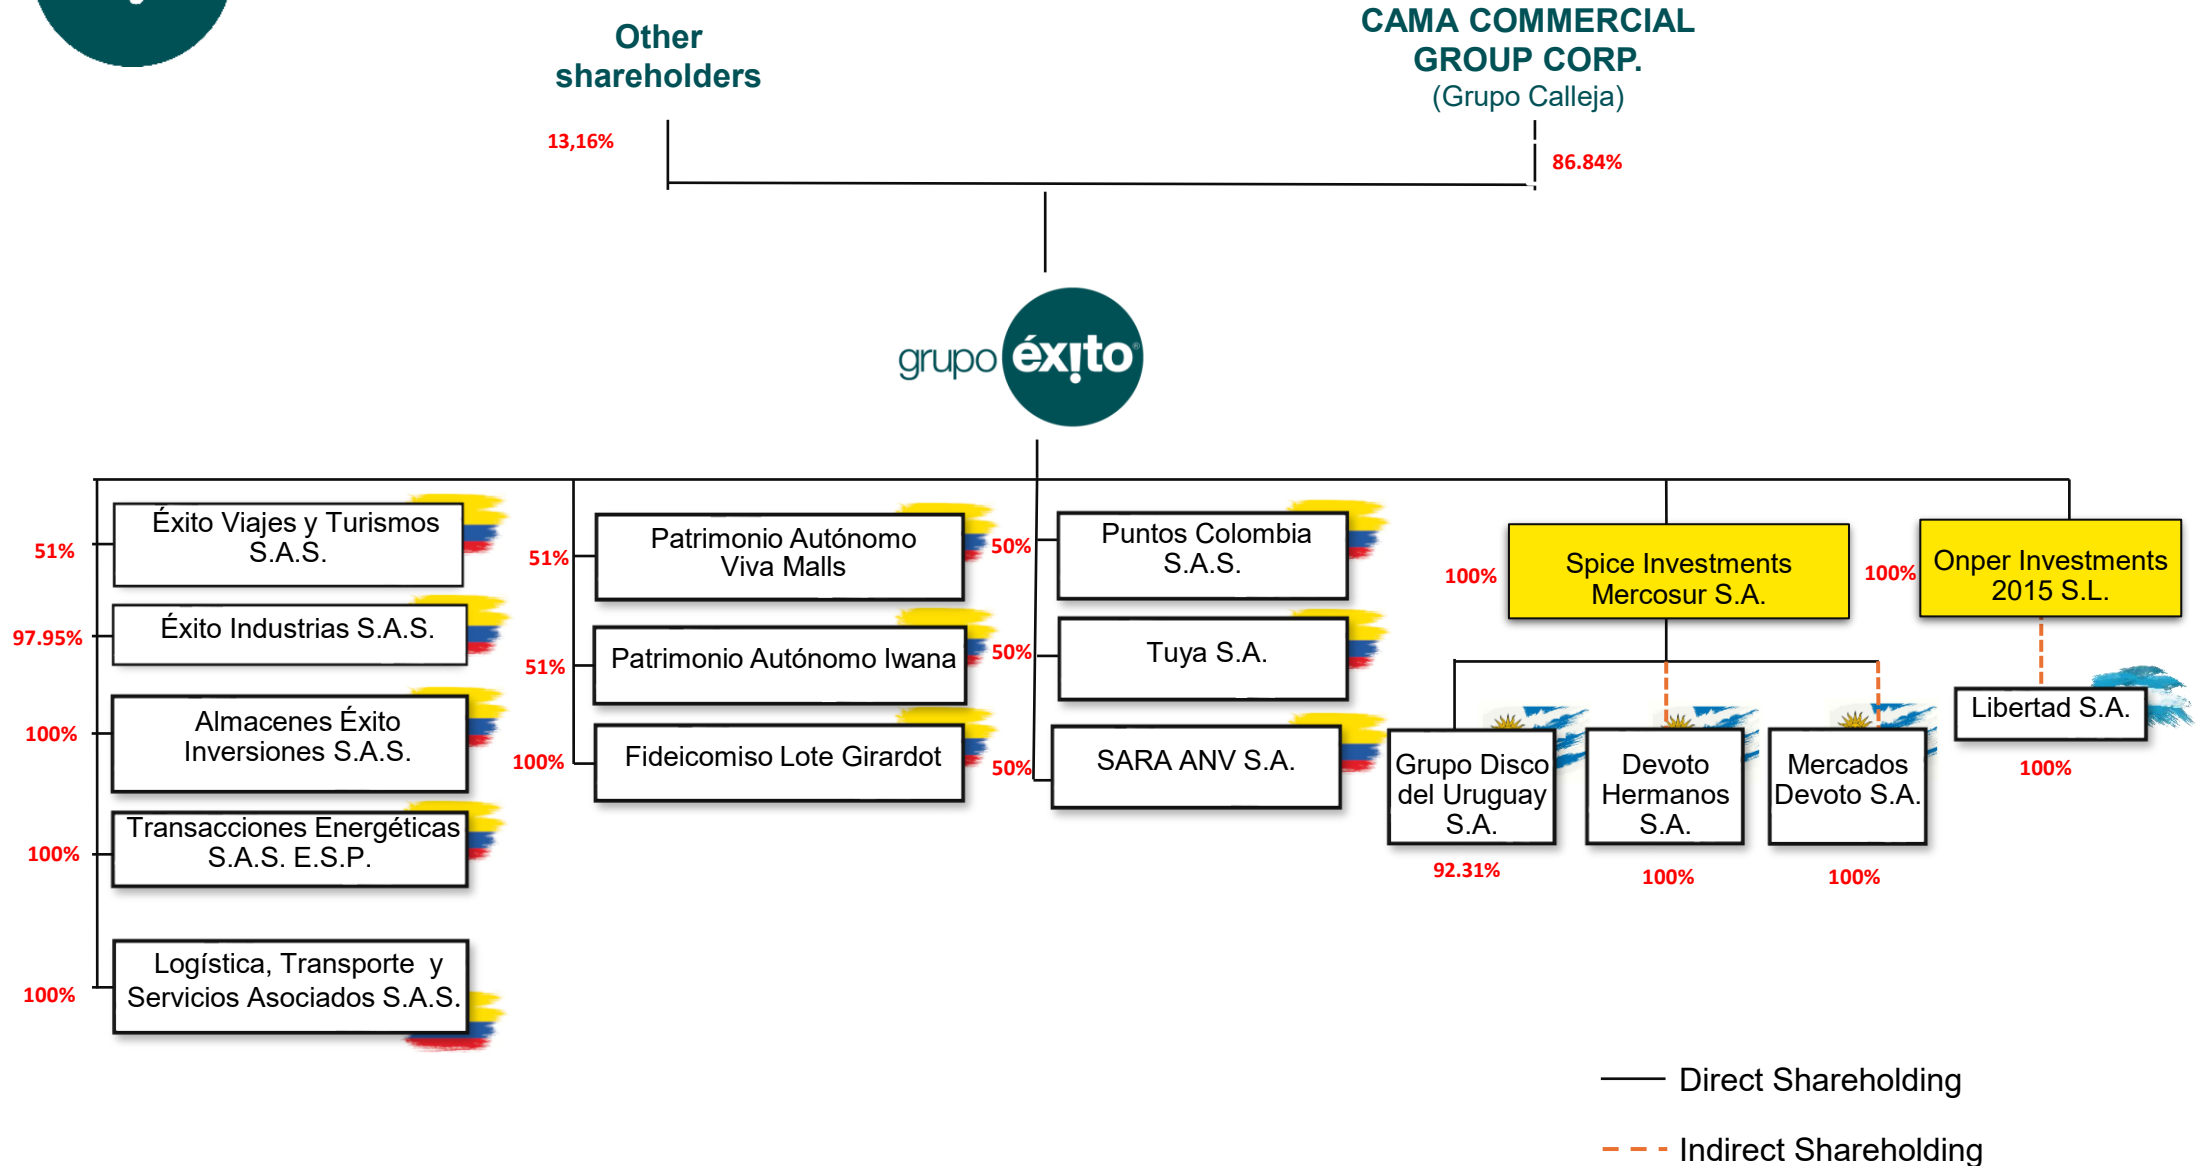 Other
shareholders
CAMA COMMERCIAL
GROUP CORP.
(Grupo Calleja)
13,16%
86.84%
grupo éx!to®
51%
Éxito Viajes y Turismos
S.A.S.
97.95%
Éxito Industrias S.A.S.
100%
Almacenes Éxito
Inversiones S.A.S.
100%
Transacciones Energéticas
S.A.S. E.S.P.
100%
Logística, Transporte y
Servicios Asociados S.A.S.
51%
Patrimonio Autónomo
Viva Malls
51%
Patrimonio Autónomo Iwana
100%
Fideicomiso Lote Girardot
50%
Puntos Colombia
S.A.S.
50%
Tuya S.A.
50%
SARA ANV S.A.
100%
Spice Investments
Mercosur S.A.
Grupo Disco
del Uruguay
S.A.
92.31%
Devoto
Hermanos
S.A.
100%
Mercados
Devoto S.A.
100%
100%
Onper Investments
2015 S.L.
Libertad S.A.
100%
Direct Shareholding
Indirect Shareholding